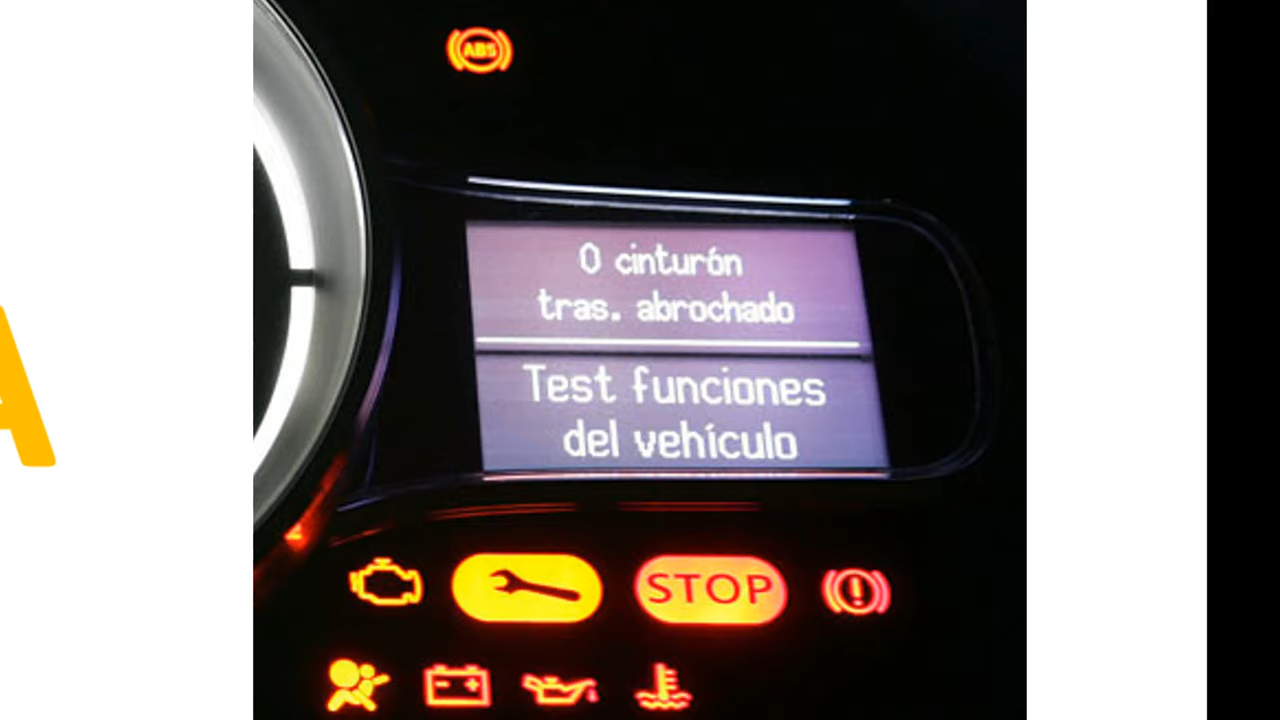 A
ABS
0 cinturón
tras. abrochado
Test funciones
del vehículo
STOP